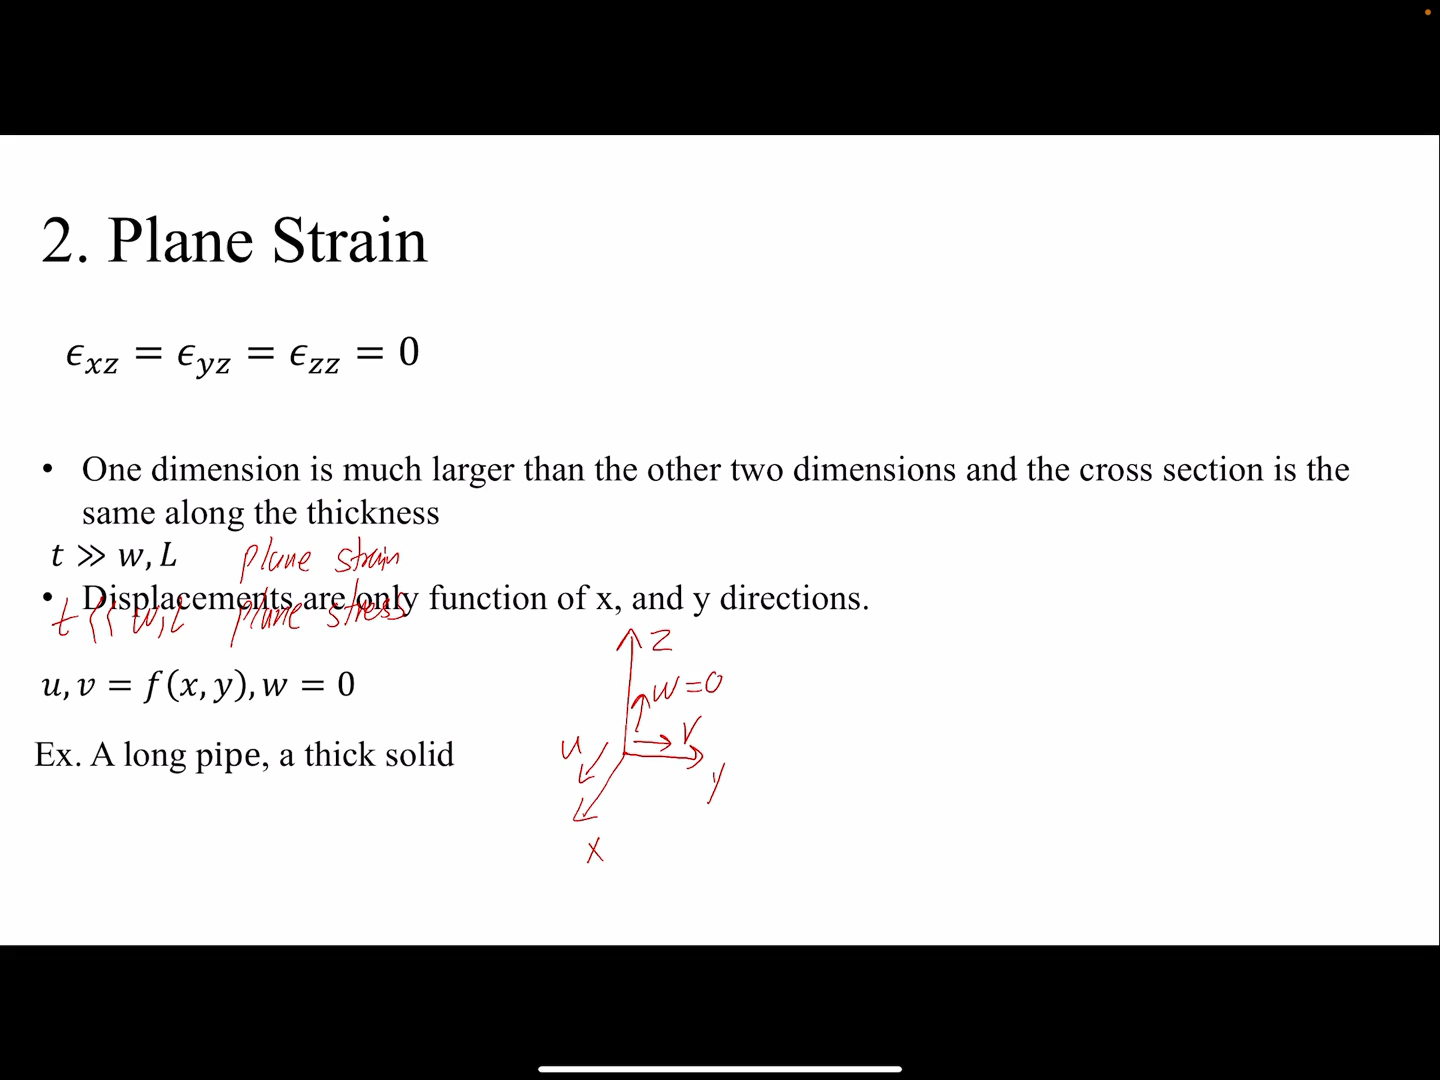 2. Plane Strain
ϵxz = ϵyz = ϵzz = 0
• One dimension is much larger than the other two dimensions and the cross section is the
same along the thickness
t ≫ w, L plane strain
• Displacements are only function of x, and y directions.
t << w, L plane stress
z
u, v = f(x, y), w = 0
w=0
u
v
Ex. A long pipe, a thick solid
y
x